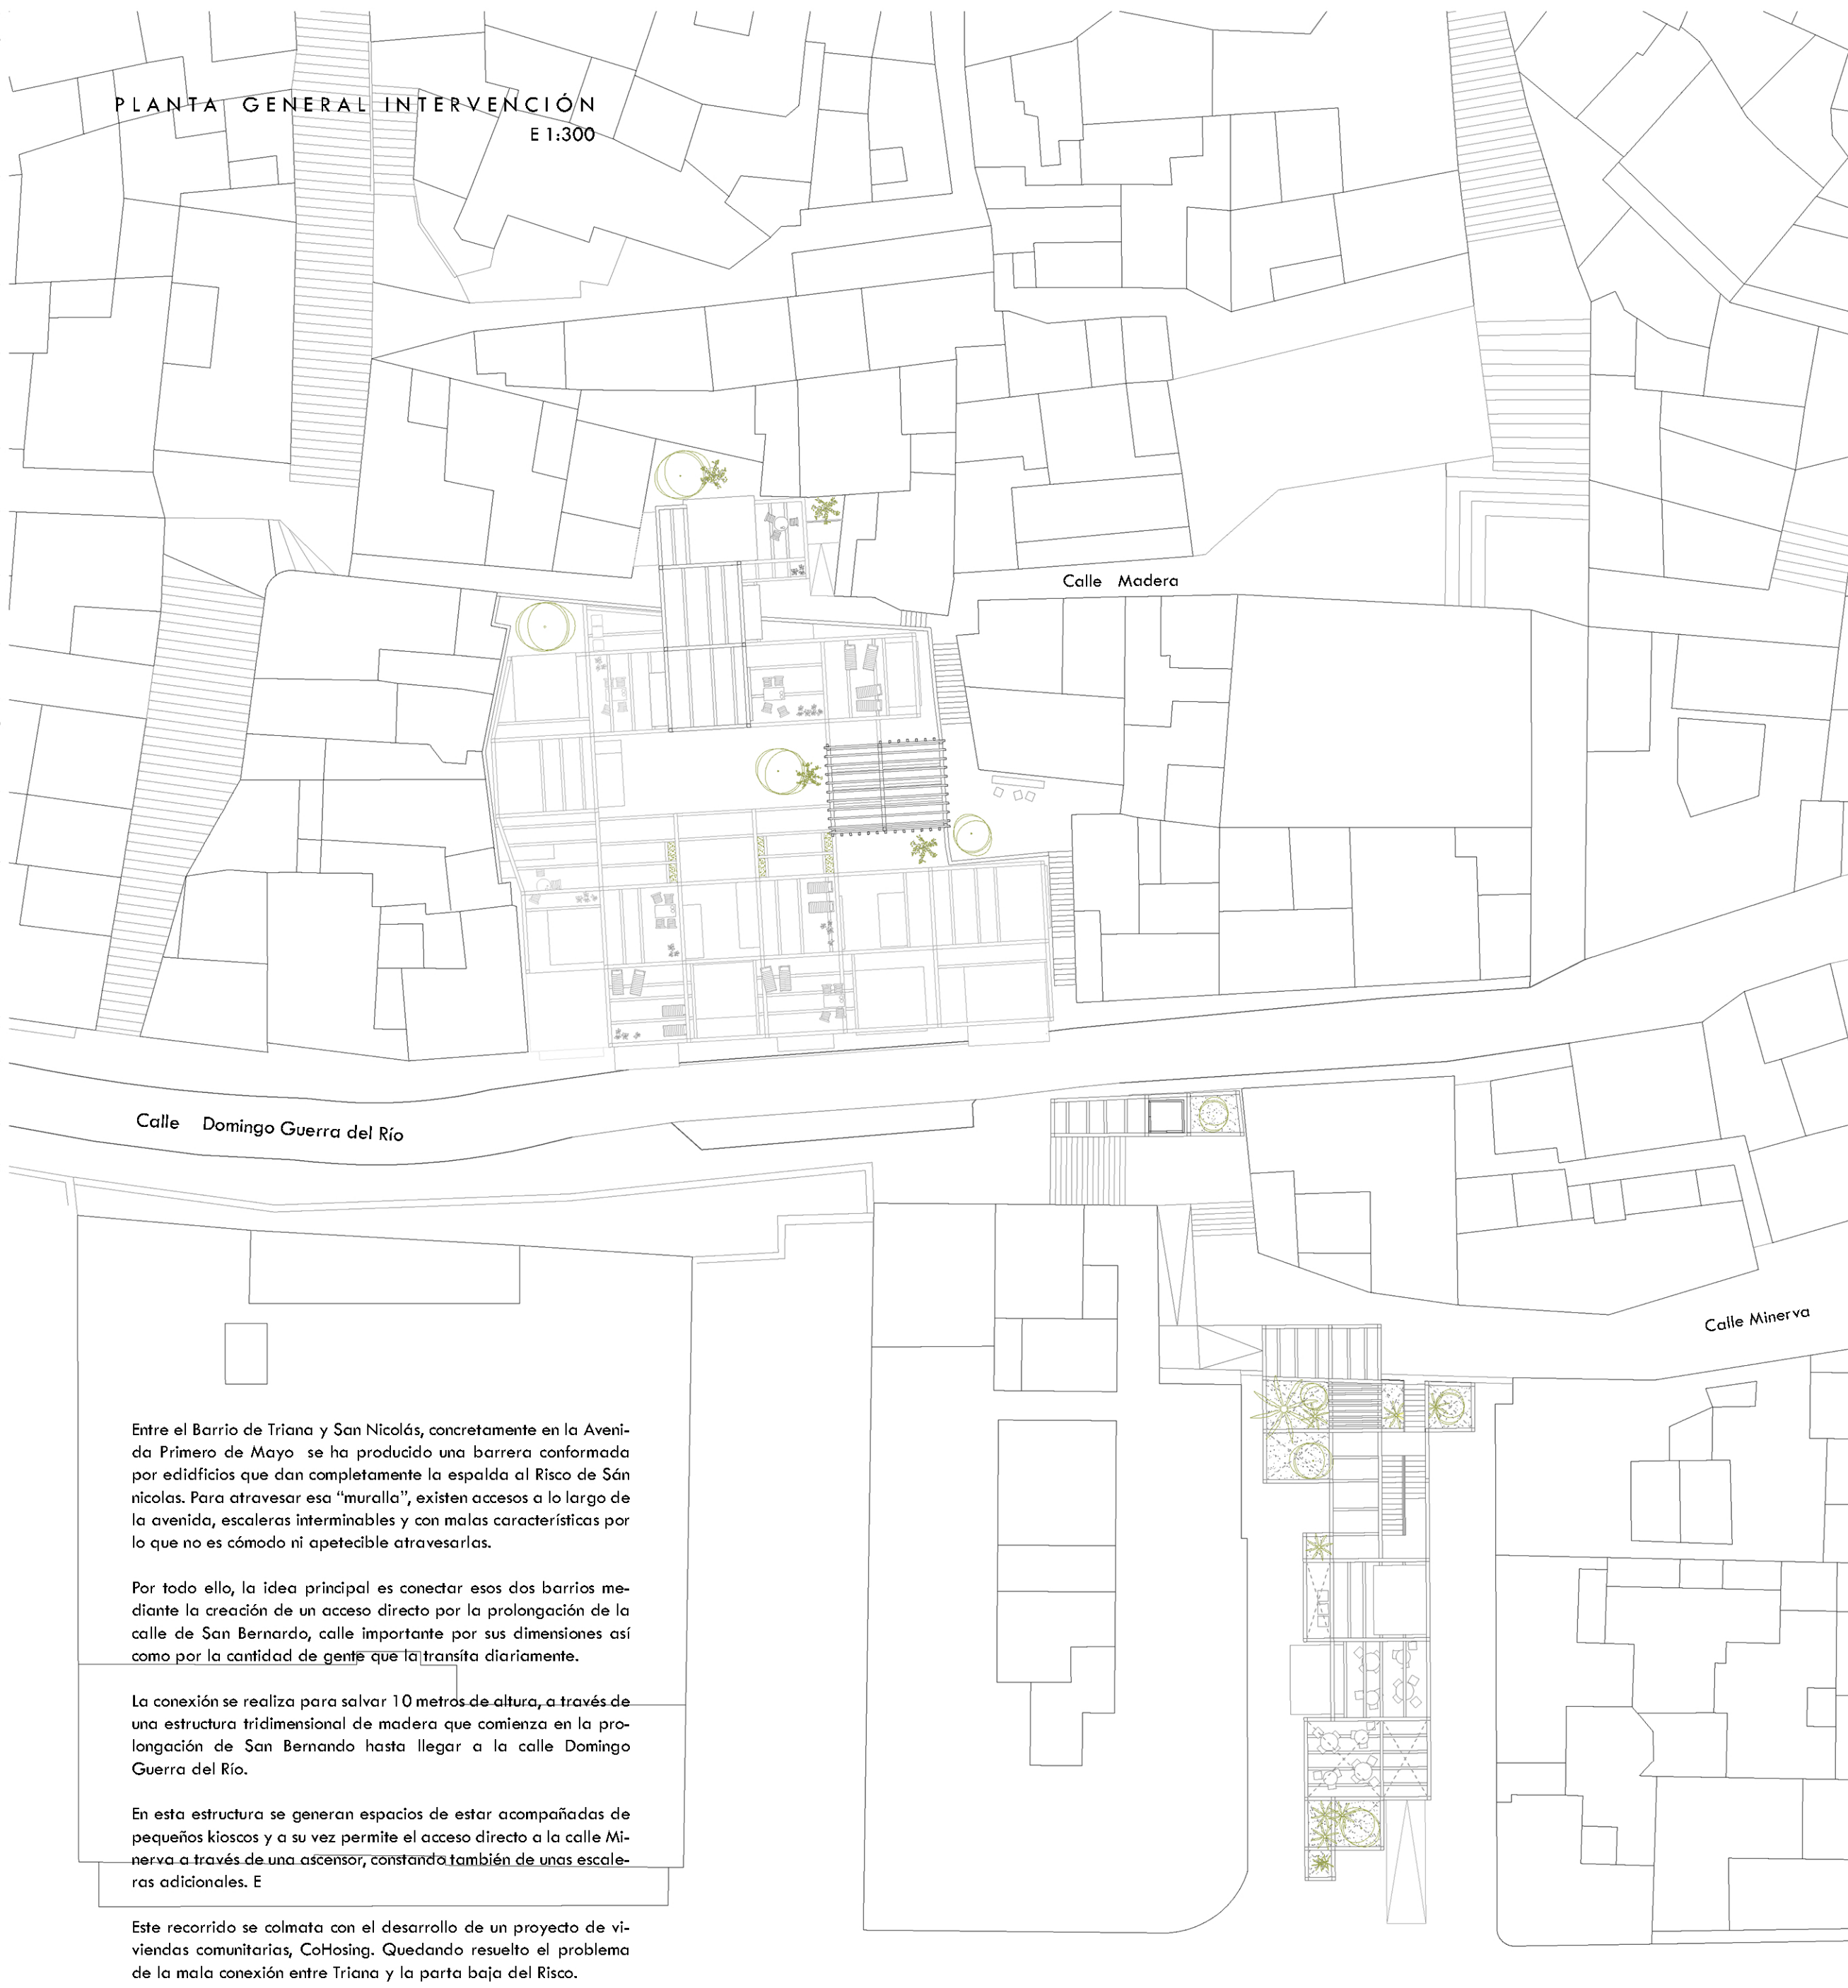 PLANTA GENERAL INTERVENCIÓN
E 1:300
Calle Madera
Calle Domingo Guerra del Río
Calle Minerva
Entre el Barrio de Triana y San Nicolás, concretamente en la Aveni-
da Primero de Mayo se ha producido una barrera conformada
por edidficios que dan completamente la espalda al Risco de Sán
nicolas. Para atravesar esa “muralla”, existen accesos a lo largo de
la avenida, escaleras interminables y con malas características por
lo que no es cómodo ni apetecible atravesarlas.
Por todo ello, la idea principal es conectar esos dos barrios me-
diante la creación de un acceso directo por la prolongación de la
calle de San Bernardo, calle importante por sus dimensiones así
como por la cantidad de gente que la transíta diariamente.
La conexión se realiza para salvar 10 metros de altura, a través de
una estructura tridimensional de madera que comienza en la pro-
longación de San Bernando hasta llegar a la calle Domingo
Guerra del Río.
En esta estructura se generan espacios de estar acompañadas de
pequeños kioscos y a su vez permite el acceso directo a la calle Mi-
nerva a través de una ascensor, constando también de unas escale-
ras adicionales. E
Este recorrido se colmata con el desarrollo de un proyecto de vi-
viendas comunitarias, CoHosing. Quedando resuelto el problema
de la mala conexión entre Triana y la parta baja del Risco.